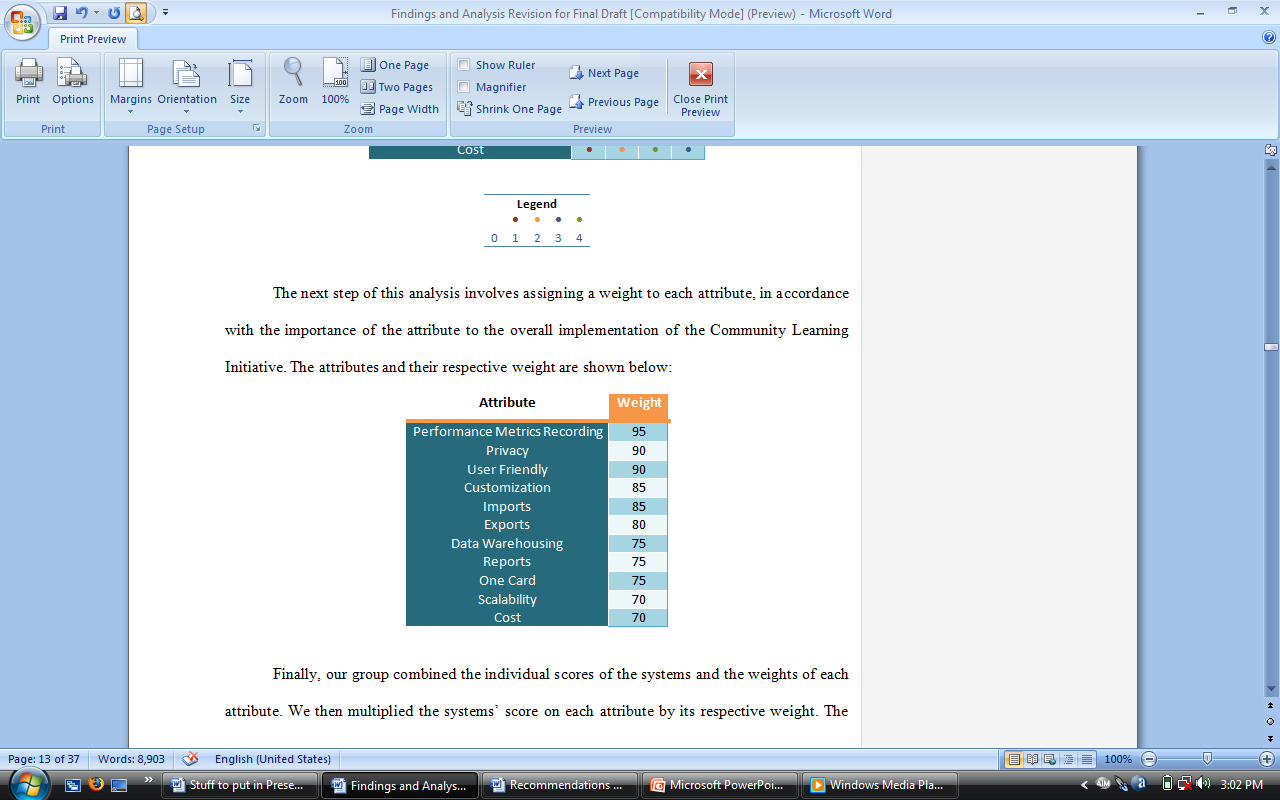 Findings and Analysis Revision for Final Draft [Compatibility Mode] (Preview) - Microsoft Word
Print Preview
Print
Options
Margins
Orientation
Size
Zoom
100%
One Page
Two Pages
Page Width
Show Ruler
Magnifier
Shrink One Page
Next Page
Previous Page
Close Print
Preview
Print
Page Setup
Zoom
Preview
Cost
Legend
0 1 2 3 4
The next step of this analysis involves assigning a weight to each attribute, in accordance
with the importance of the attribute to the overall implementation of the Community Learning
Initiative. The attributes and their respective weight are shown below:
Attribute Weight
Performance Metrics Recording 95
Privacy 90
User Friendly 90
Customization 85
Imports 85
Exports 80
Data Warehousing 75
Reports 75
One Card 75
Scalability 70
Cost 70
Finally, our group combined the individual scores of the systems and the weights of each
attribute. We then multiplied the systems’ score on each attribute by its respective weight. The
Page: 13 of 37 Words: 8,903 English (United States) 100%
Stuff to put in Prese... Findings and Analys... Recommendations ... Microsoft PowerPoi... Windows Media Pla... AIM a 3:02 PM